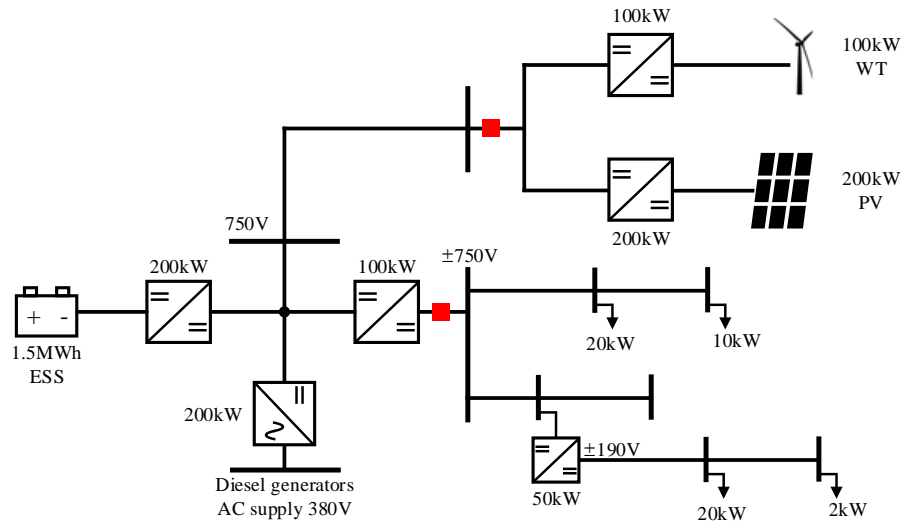 100kW
100kW
WT
200kW
PV
200kW
750V
±750V
200kW
100kW
+ -
1.5MWh
ESS
20kW
10kW
200kW
±190V
50kW
20kW
2kW
Diesel generators
AC supply 380V